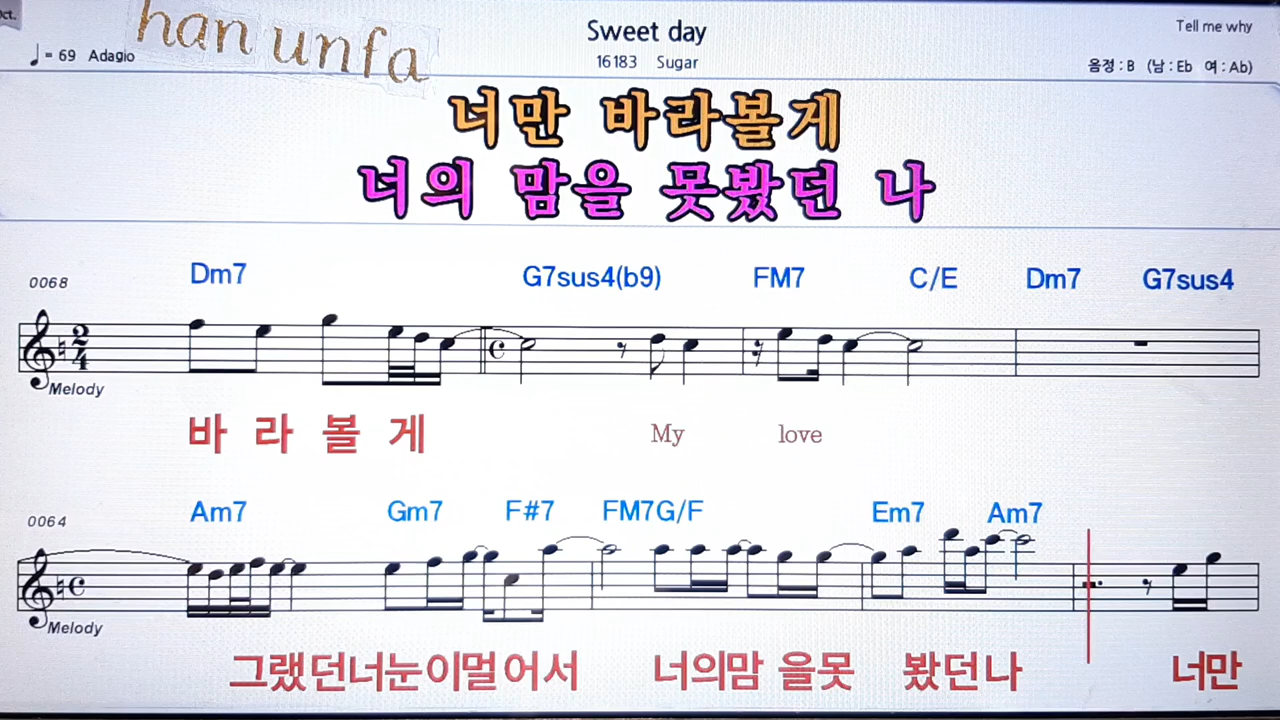 Oct.
han unfa
Sweet day
Tell me why
♩= 69 Adagio
16183 Sugar
음정 : B (남 : Eb 여 : Ab)
너만 바라볼게
너의 맘을 못봤던 나
0068
Dm7 G7sus4(b9) FM7 C/E Dm7 G7sus4
2/4
Melody
바 라 볼 게 My love
0064
Am7 Gm7 F#7 FM7G/F Em7 Am7
Melody
그랬던너눈이멀어서 너의맘 을못 봤던나 너만